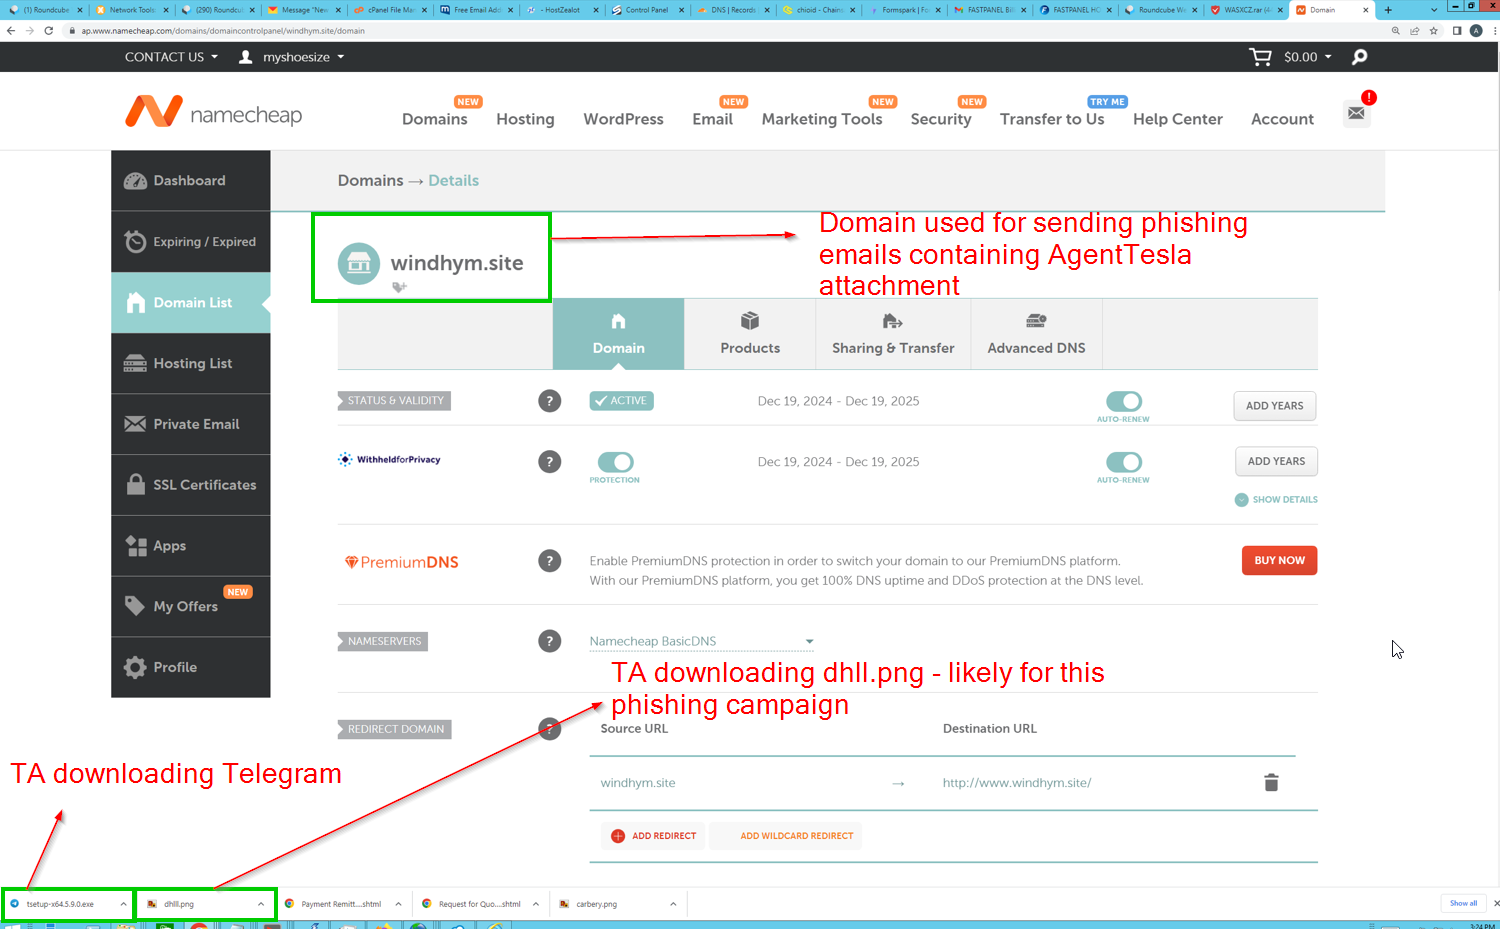 (1) Roundcube
Network Tools:
(290) Roundcu
Message "New
cPanel File Man
Free Email Add
- HostZealot
Control Panel
DNS | Records
chioid - Chain
Formspark | Fo
FASTPANEL Bill
FASTPANEL HO
Roundcube We
WASXCZ.rar (4
Domain
ap.www.namecheap.com/domains/domaincontrolpanel/windhym.site/domain
CONTACT US
myshoesize
$0.00
namecheap
NEW
NEW
NEW
NEW
TRY ME
Domains
Hosting
WordPress
Email
Marketing Tools
Security
Transfer to Us
Help Center
Account
Dashboard
Expiring / Expired
Domain List
Hosting List
Private Email
SSL Certificates
Apps
NEW
My Offers
Profile
Domains → Details
windhym.site
Domain used for sending phishing
emails containing AgentTesla
attachment
Domain
Products
Sharing & Transfer
Advanced DNS
STATUS & VALIDITY
?
ACTIVE
Dec 19, 2024 - Dec 19, 2025
AUTO-RENEW
ADD YEARS
WithheldforPrivacy
?
PROTECTION
Dec 19, 2024 - Dec 19, 2025
AUTO-RENEW
ADD YEARS
SHOW DETAILS
PremiumDNS
?
Enable PremiumDNS protection in order to switch your domain to our PremiumDNS platform.
With our PremiumDNS platform, you get 100% DNS uptime and DDoS protection at the DNS level.
BUY NOW
NAMESERVERS
?
Namecheap BasicDNS
TA downloading dhll.png - likely for this
phishing campaign
REDIRECT DOMAIN
?
Source URL
Destination URL
windhym.site
→
http://www.windhym.site/
ADD REDIRECT
ADD WILDCARD REDIRECT
TA downloading Telegram
tsetup-x64.5.9.0.exe
dhlll.png
Payment Remitt....shtml
Request for Quo....shtml
carbery.png
Show all
3:24 PM